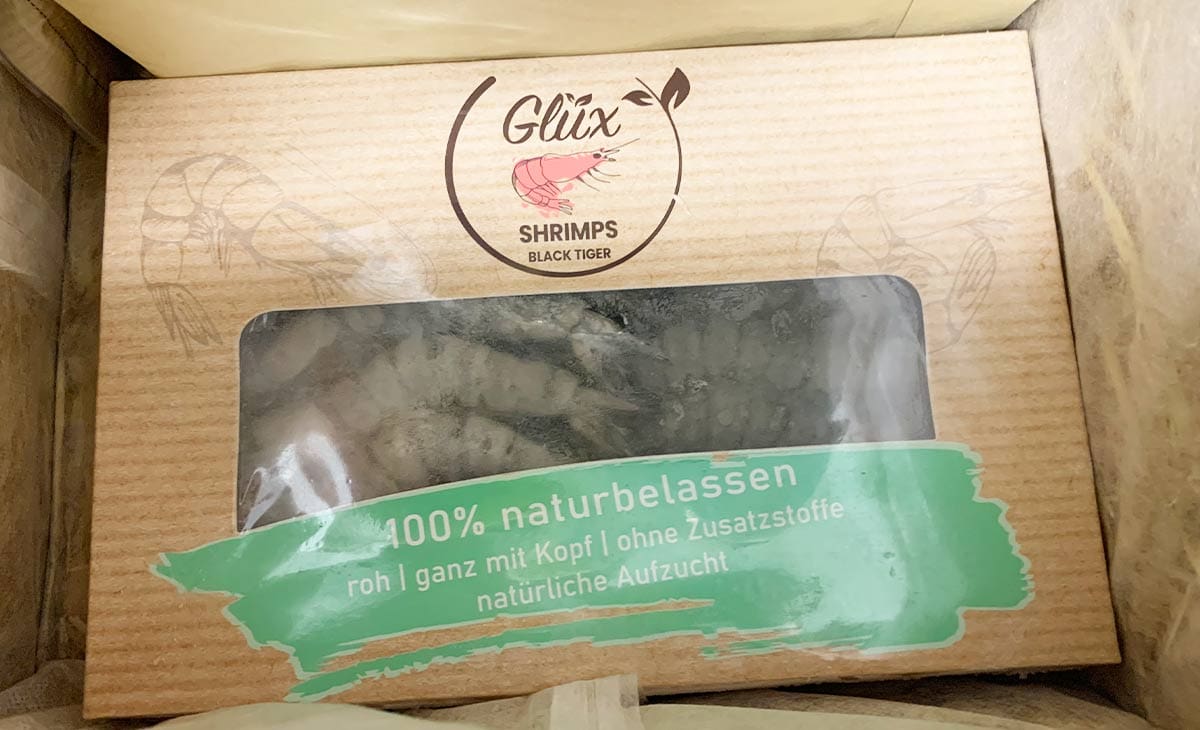 Glüx
SHRIMPS
BLACK TIGER
100% naturbelassen
roh | ganz mit Kopf | ohne Zusatzstoffe
natürliche Aufzucht